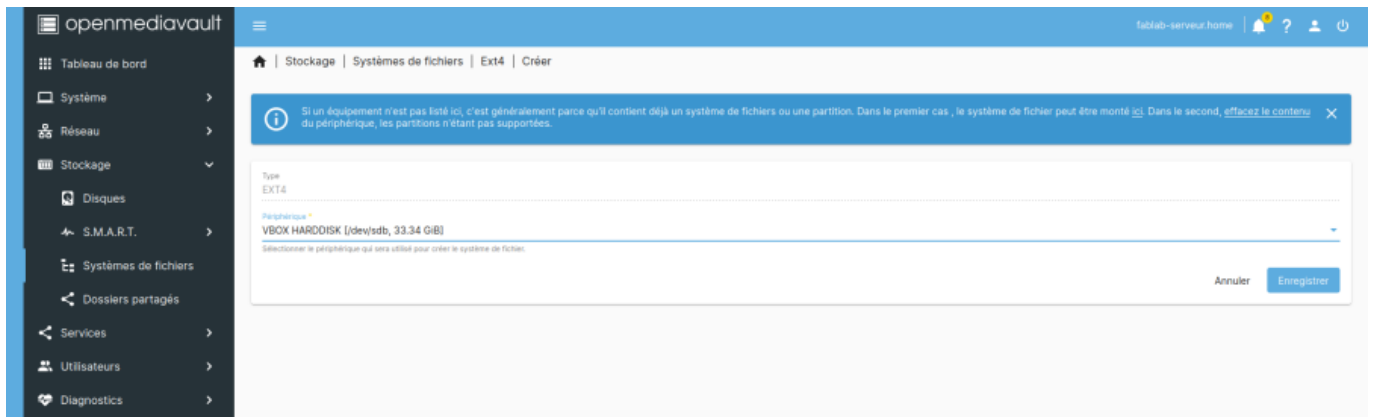 openmediavault
fablab-serveur.home
Tableau de bord
| Stockage | Systèmes de fichiers | Ext4 | Créer
Système
Si un équipement n'est pas listé ici, c'est généralement parce qu'il contient déjà un système de fichiers ou une partition. Dans le premier cas , le système de fichier peut être monté ici. Dans le second, effacez le contenu
du périphérique, les partitions n'étant pas supportées.
Réseau
Stockage
Type
EXT4
Disques
Périphérique *
VBOX HARDDISK [/dev/sdb, 33.34 GiB]
S.M.A.R.T.
Sélectionner le périphérique qui sera utilisé pour créer le système de fichier.
Systèmes de fichiers
Annuler
Enregistrer
Dossiers partagés
Services
Utilisateurs
Diagnostics